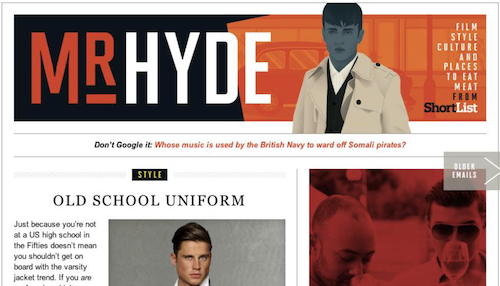 MR HYDE
FILM
STYLE
CULTURE
AND
PLACES
TO EAT
MEAT
FROM
ShortList
Don't Google it: Whose music is used by the British Navy to ward off Somali pirates?
OLDER
EMAILS
STYLE
OLD SCHOOL UNIFORM
Just because you're not
at a US high school in
the Fifties doesn't mean
you shouldn't get on
board with the varsity
jacket trend. If you are